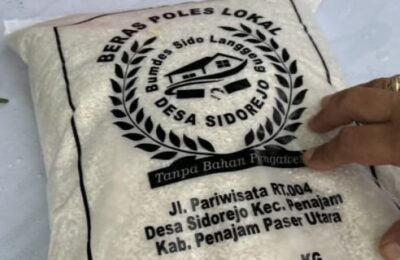 BERAS POLES LOKAL
Bumdes Sido Langgeng
DESA SIDOREJO
Tanpa Bahan Pengawet
Jl. Pariwisata RT.004
Desa Sidorejo Kec. Penajam
Kab. Penajam Paser Utara
KG